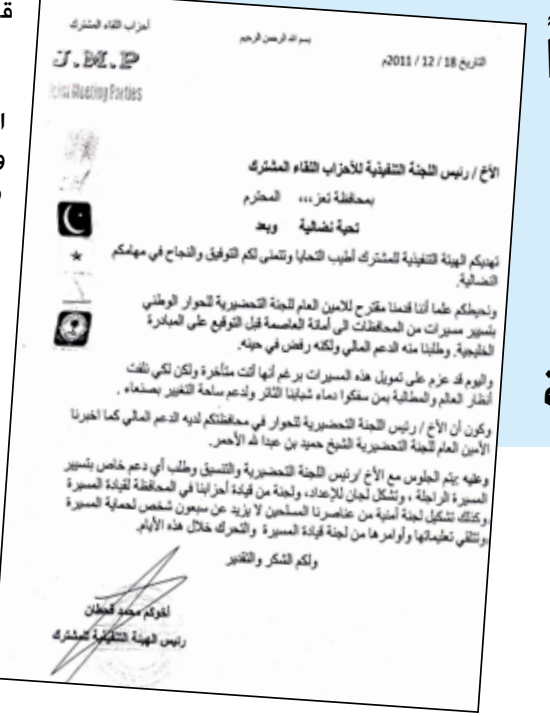 أحزاب اللقاء المشترك
J.M.P
Joint Meeting Parties
بسم الله الرحمن الرحيم
التاريخ 18 / 12 / 2011م
الأخ / رئيس اللجنة التنفيذية للأحزاب اللقاء المشترك
بمحافظة تعز،،، المحترم
تحية نضالية وبعد
تهديكم الهيئة التنفيذية للمشترك أطيب التحايا وتتمنى لكم التوفيق والنجاح في مهامكم
النضالية.
ونحيطكم علما أننا قدمنا مقترح للامين العام للجنة التحضيرية للحوار الوطني
بتسيير مسيرات من المحافظات الى أمانة العاصمة قبل التوقيع على المبادرة
الخليجية. وطلبنا منه الدعم المالي ولكنه رفض في حينه.
واليوم قد عزم على تمويل هذه المسيرات برغم أنها أتت متأخرة ولكن لكي نلفت
أنظار العالم والمطالبة بمن سفكوا دماء شبابنا الثائر ولدعم ساحة التغيير بصنعاء .
وكون أن الأخ / رئيس اللجنة التحضيرية للحوار في محافظتكم لديه الدعم المالي كما اخبرنا
الأمين العام للجنة التحضيرية الشيخ حميد بن عبدا لله الأحمر.
وعليه يتم الجلوس مع الأخ /رئيس اللجنة التحضيرية والتنسيق وطلب أي دعم خاص بتسيير
المسيرة الراجلة ، وتشكل لجان للإعداد، ولجنة من قيادة أحزابنا في المحافظة لقيادة المسيرة
،وكذلك تشكيل لجنة أمنية من عناصرنا المسلحين لا يزيد عن سبعون شخص لحماية المسيرة
،وتتلقي تعليماتها وأوامرها من لجنة قيادة المسيرة والتحرك خلال هذه الأيام.
ولكم الشكر والتقدير
أخوكم محمد قحطان
رئيس الهيئة التنفيذية للمشترك